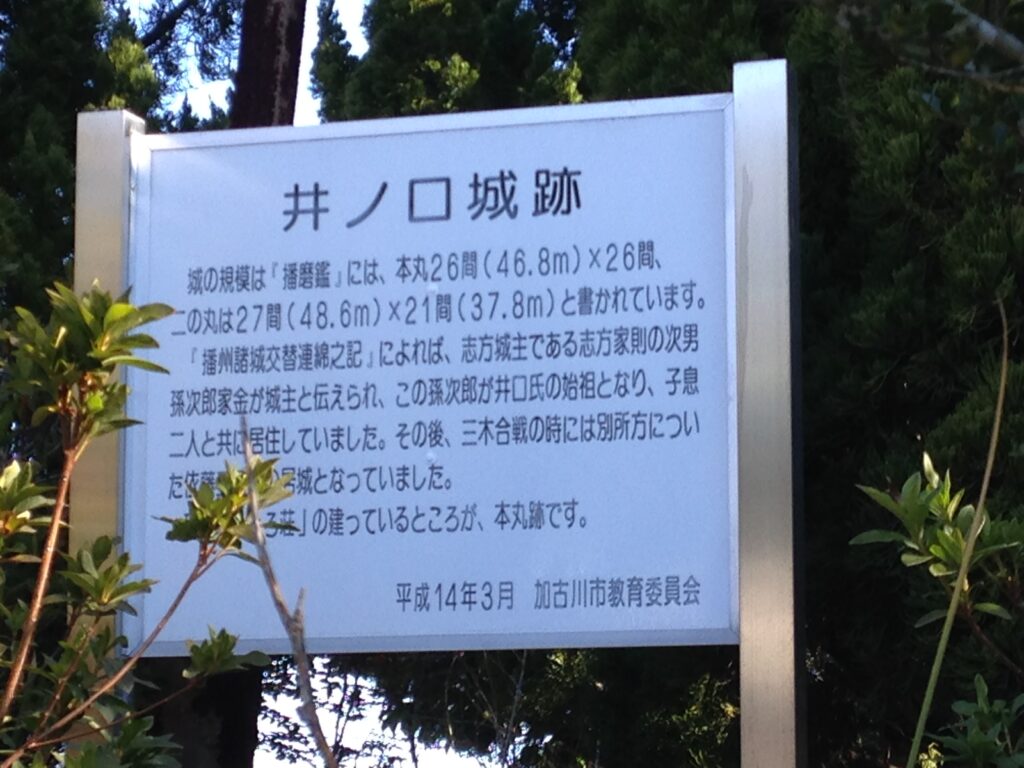 井ノ口城跡
城の規模は『播磨鑑』には、本丸26間(46.8m)×26間、
二の丸は27間(48.6m)×21間(37.8m)と書かれています。
『播州諸城交替連綿之記』によれば、志方城主である志方家則の次男
孫次郎家金が城主と伝えられ、この孫次郎が井口氏の始祖となり、子息
二人と共に居住していました。その後、三木合戦の時には別所方につい
た依藤 居城となっていました。
ろ荘」の建っているところが、本丸跡です。
平成14年3月 加古川市教育委員会